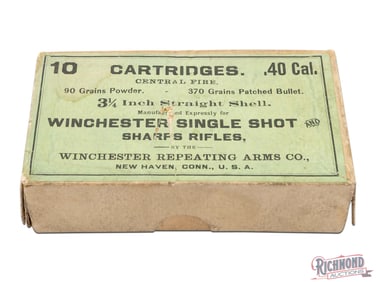 10 CARTRIDGES. .40 Cal.
CENTRAL FIRE.
90 Grains Powder. - 370 Grains Patched Bullet.
3¼ Inch Straight Shell.
Manufactured Expressly for
WINCHESTER SINGLE SHOT AND
SHARPS RIFLES,
BY THE
WINCHESTER REPEATING ARMS CO.,
NEW HAVEN, CONN., U. S. A.
RICHMOND
AUCTIONS